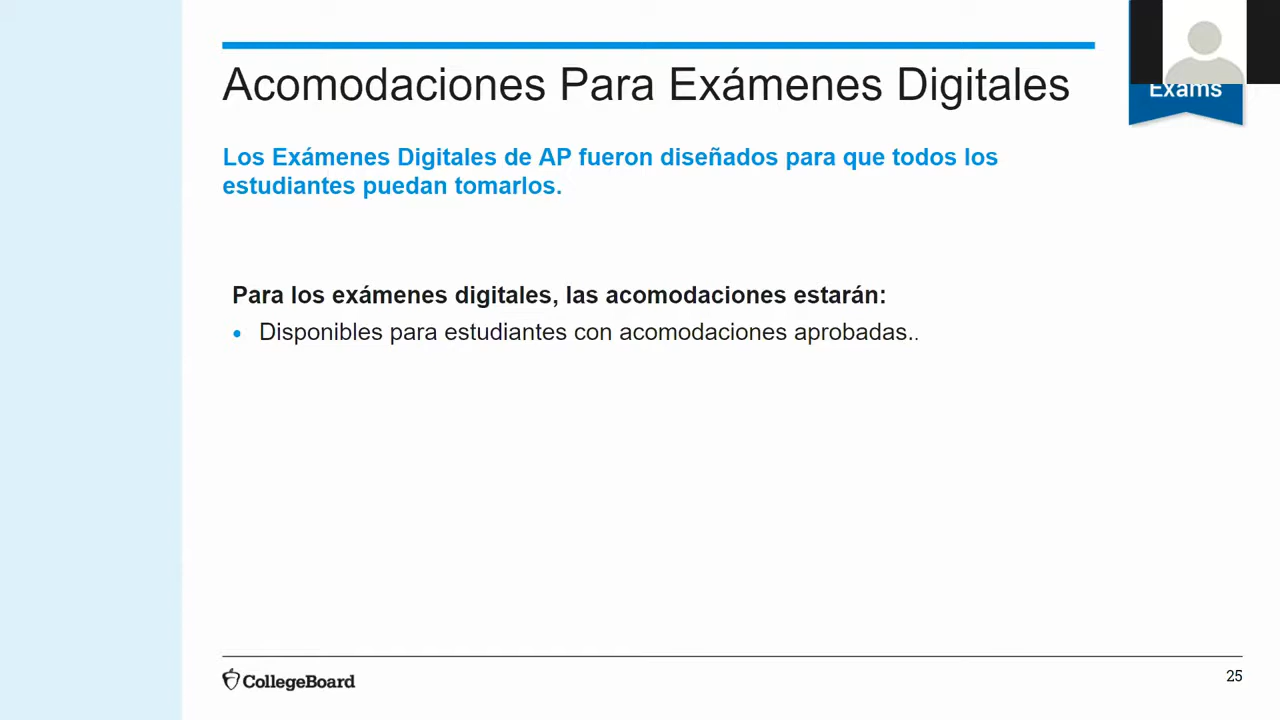 Acomodaciones Para Exámenes Digitales
Exams
Los Exámenes Digitales de AP fueron diseñados para que todos los
estudiantes puedan tomarlos.
Para los exámenes digitales, las acomodaciones estarán:
• Disponibles para estudiantes con acomodaciones aprobadas..
CollegeBoard
25